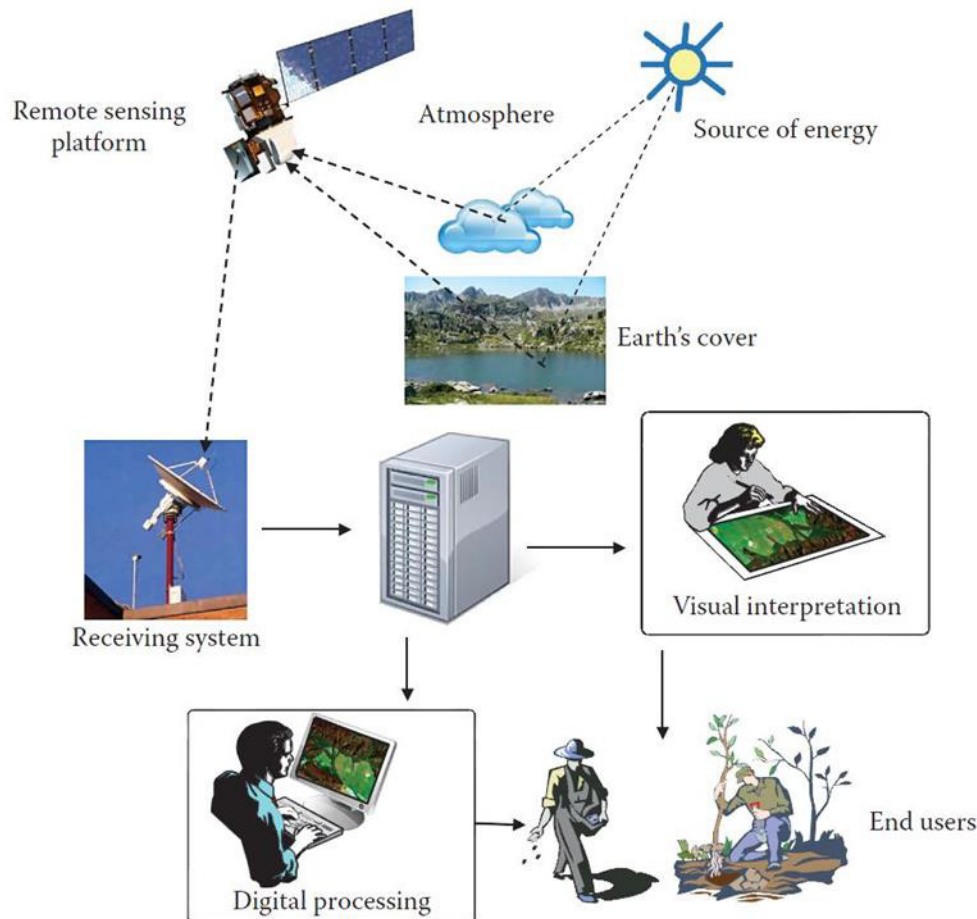 Remote sensing
platform
Atmosphere
Source of energy
Earth's cover
Receiving system
Visual interpretation
Digital processing
End users